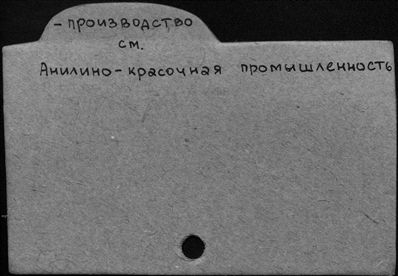 -производство
см.
Анилино-красочная промышленность